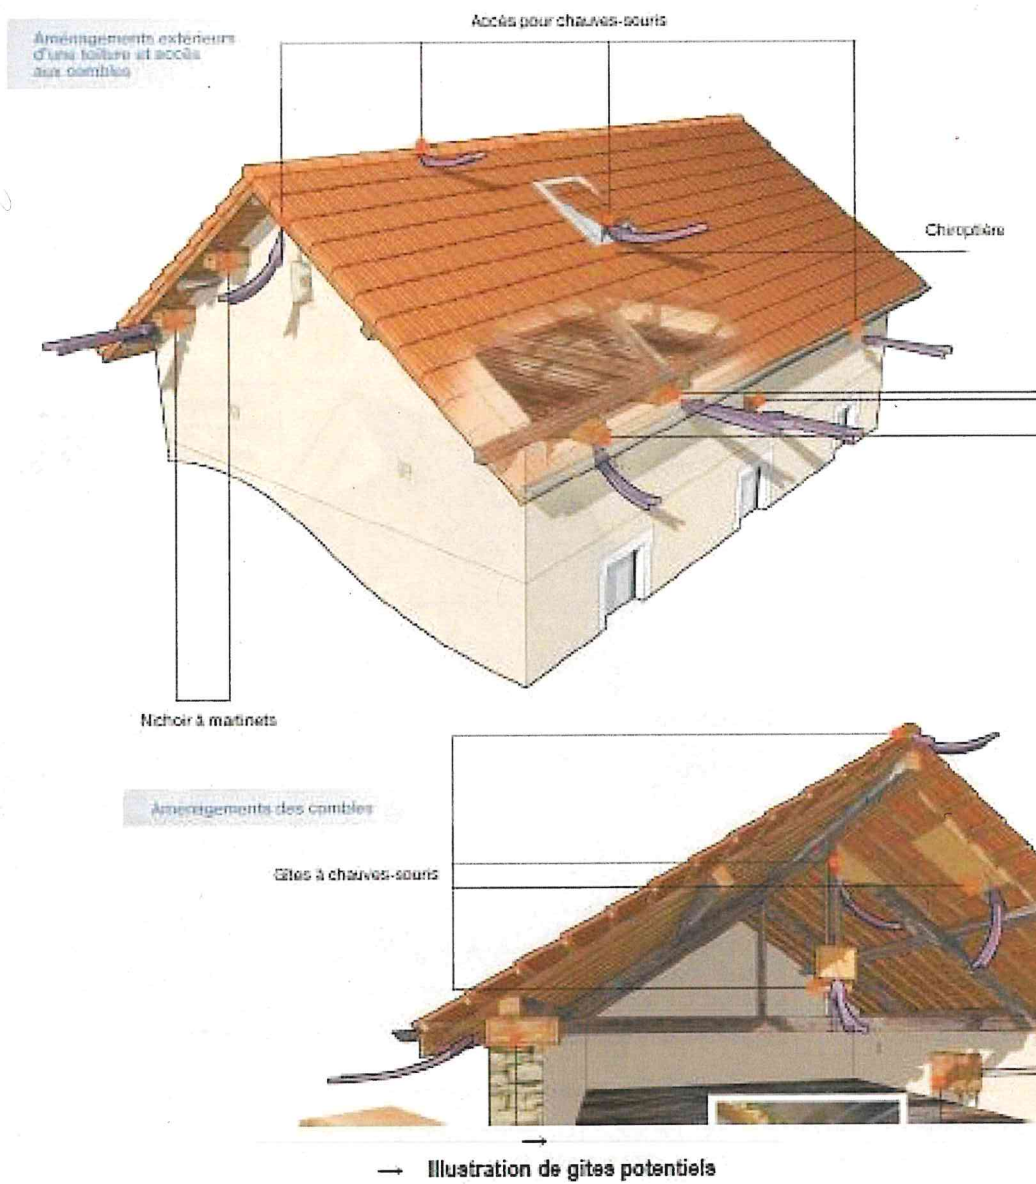 Accès pour chauves-souris
Aménagements extérieurs
d'une toiture et accès
aux combles
Chiroptière
Nichoir à martinets
Aménagements des combles
Gîtes à chauves-souris
→
→ Illustration de gites potentiels